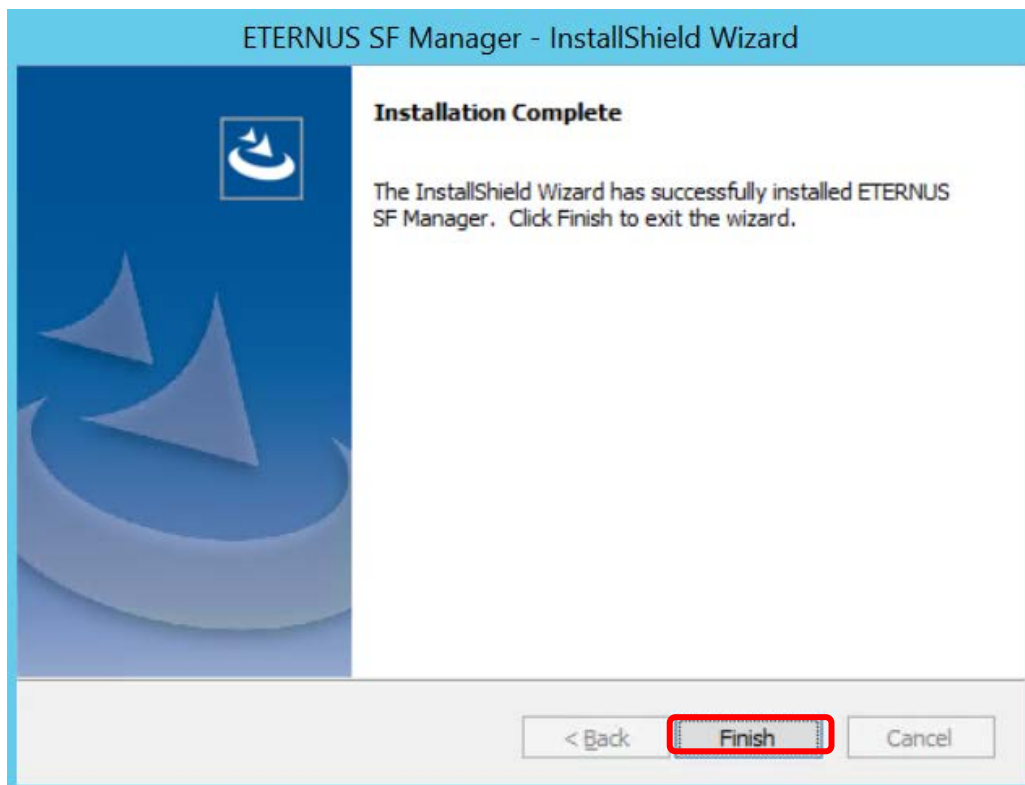 ETERNUS SF Manager - InstallShield Wizard
Installation Complete
The InstallShield Wizard has successfully installed ETERNUS
SF Manager. Click Finish to exit the wizard.
< Back
Finish
Cancel